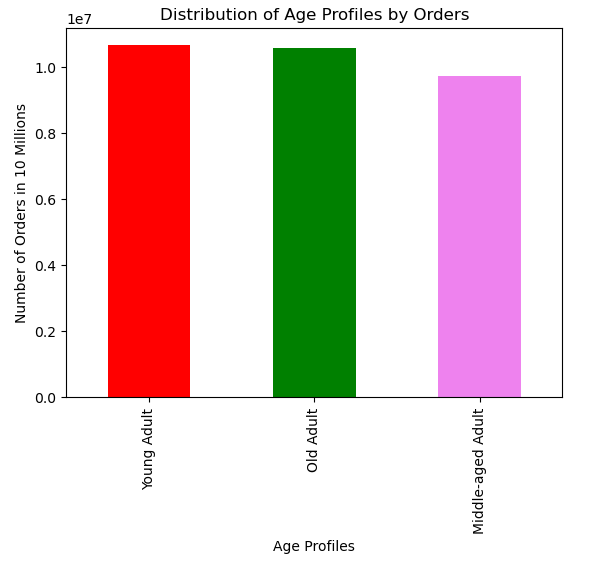 Distribution of Age Profiles by Orders
1e7
1.0
0.8
0.6
0.4
0.2
0.0
Number of Orders in 10 Millions
Young Adult
Old Adult
Middle-aged Adult
Age Profiles